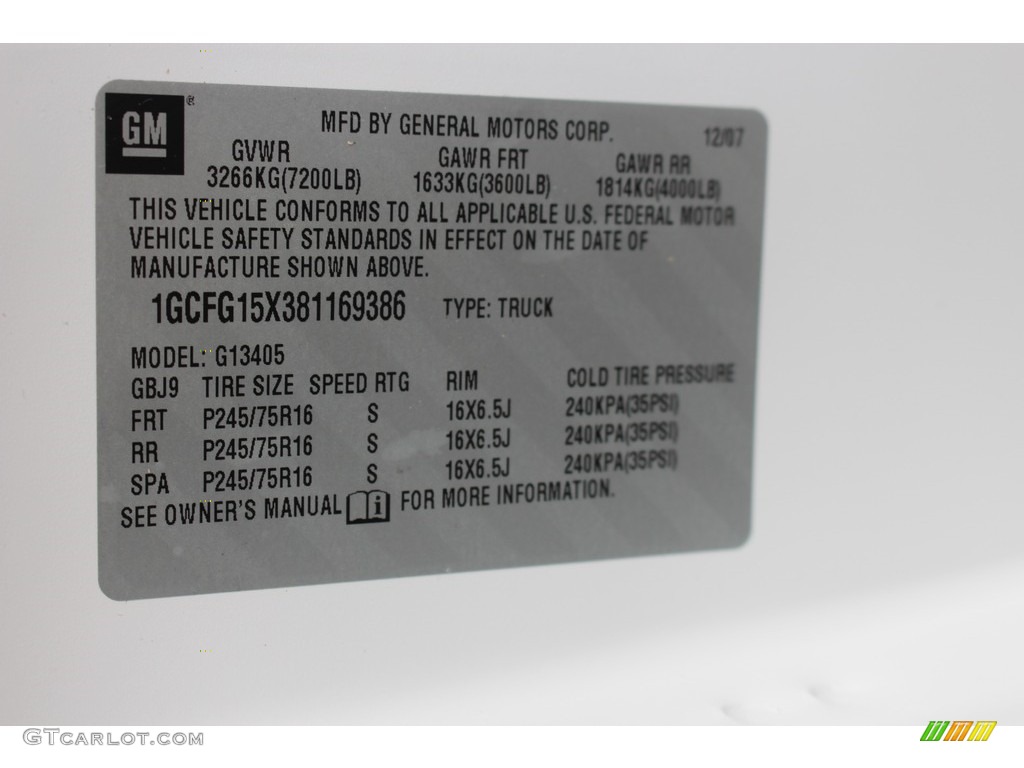 GM ®
MFD BY GENERAL MOTORS CORP. 12/07
GVWR GAWR FRT GAWR RR
3266KG(7200LB) 1633KG(3600LB) 1814KG(4000LB)
THIS VEHICLE CONFORMS TO ALL APPLICABLE U.S. FEDERAL MOTOR
VEHICLE SAFETY STANDARDS IN EFFECT ON THE DATE OF
MANUFACTURE SHOWN ABOVE.
1GCFG15X381169386 TYPE: TRUCK
MODEL: G13405
GBJ9 TIRE SIZE SPEED RTG RIM COLD TIRE PRESSURE
FRT P245/75R16 S 16X6.5J 240KPA(35PSI)
RR P245/75R16 S 16X6.5J 240KPA(35PSI)
SPA P245/75R16 S 16X6.5J 240KPA(35PSI)
SEE OWNER'S MANUAL i FOR MORE INFORMATION.
GTCARLOT.COM